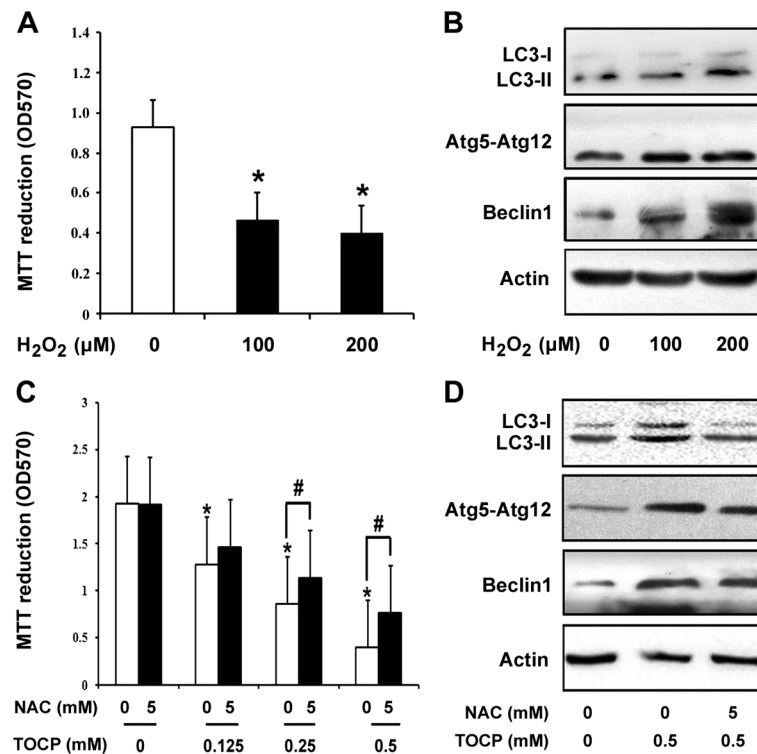 A
MTT reduction (OD570)
1.4
1.2
1.0
0.8
0.6
0.4
0.2
0
*
*
H₂O₂ (µM) 0 100 200
B
LC3-I
LC3-II
Atg5-Atg12
Beclin1
Actin
H₂O₂ (µM) 0 100 200
C
MTT reduction (OD570)
3
2.5
2
1.5
1
0.5
0
*
*
#
*
#
NAC (mM) 0 5 0 5 0 5 0 5
TOCP (mM) 0 0.125 0.25 0.5
D
LC3-I
LC3-II
Atg5-Atg12
Beclin1
Actin
NAC (mM) 0 0 5
TOCP (mM) 0 0.5 0.5